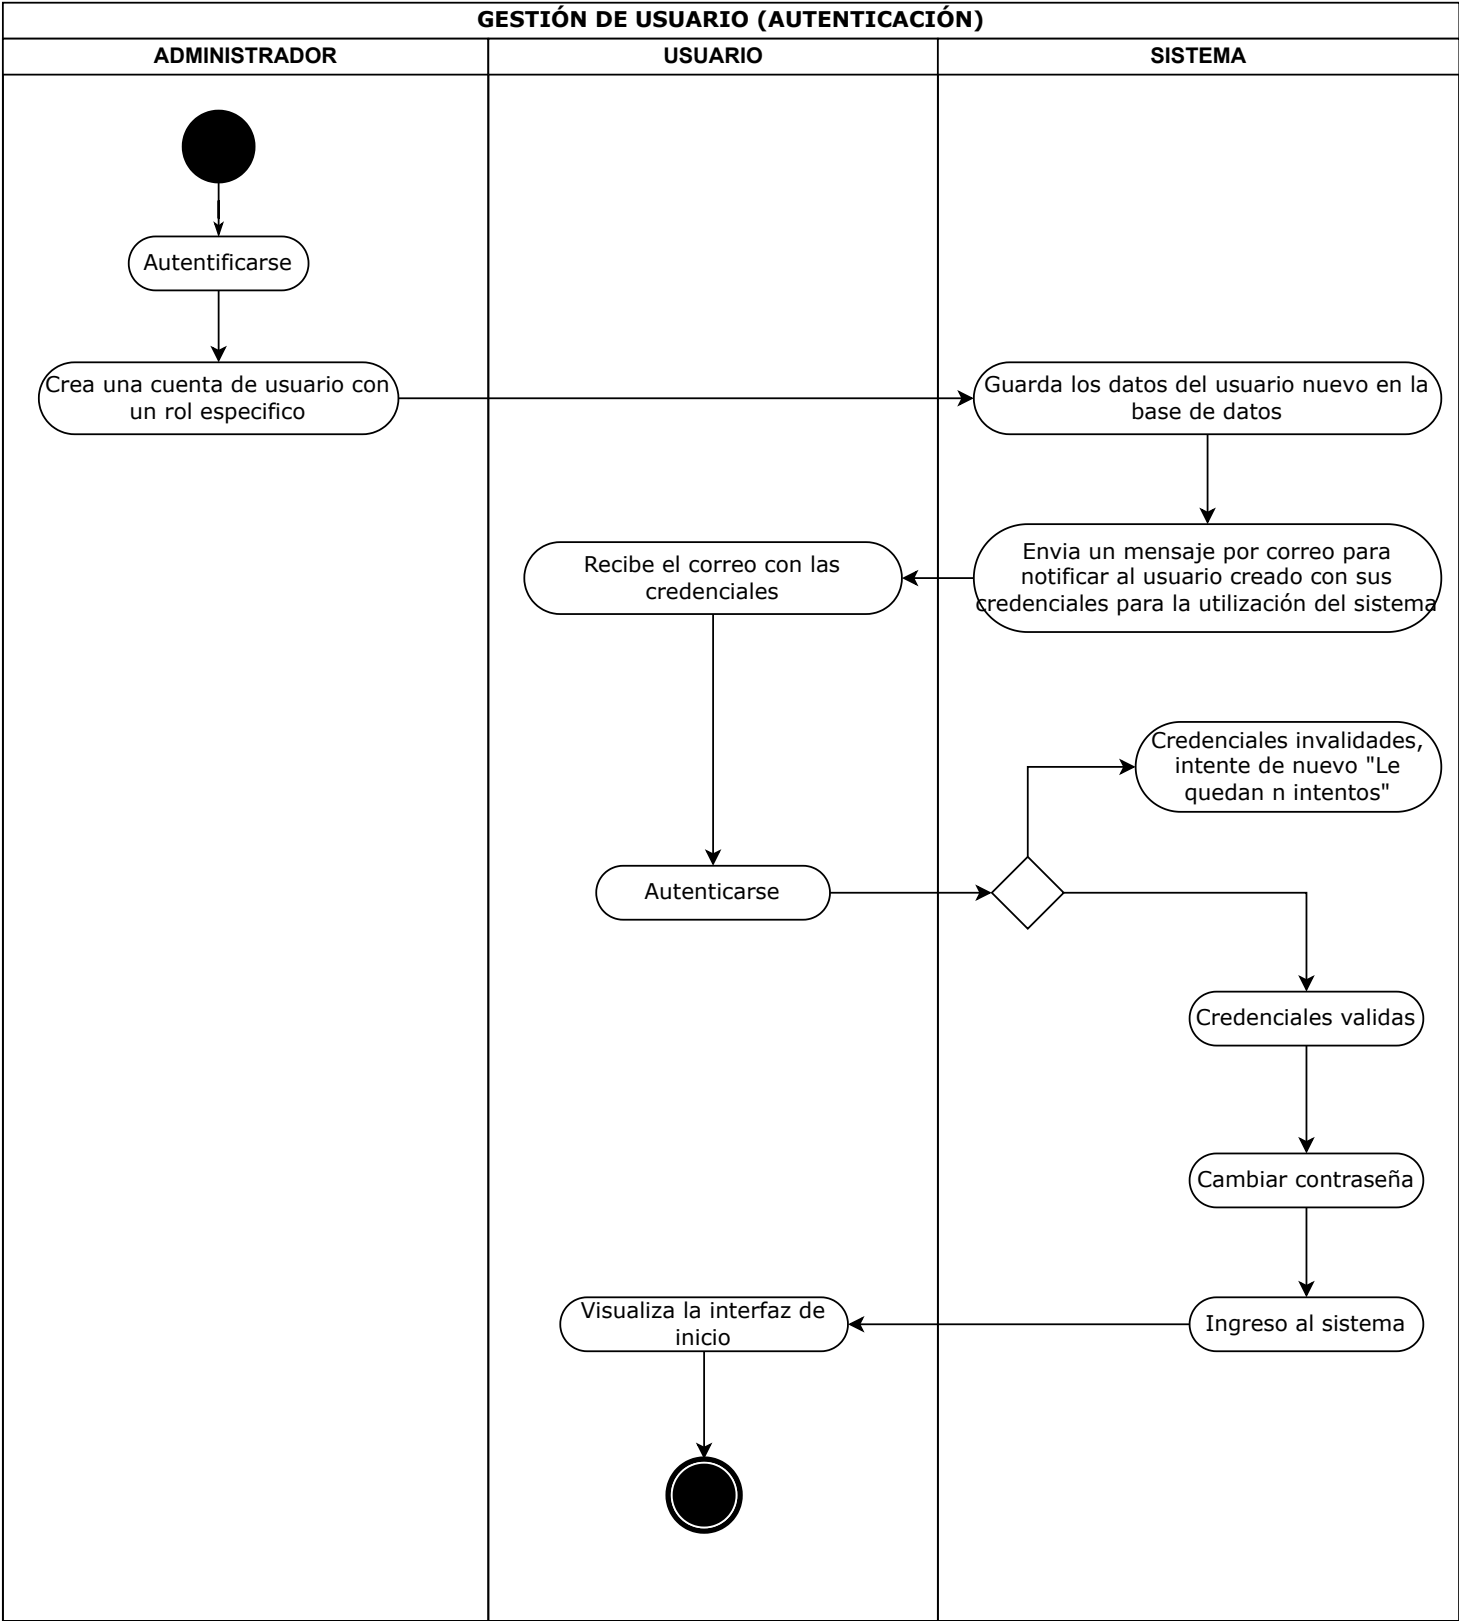 GESTIÓN DE USUARIO (AUTENTICACIÓN)
ADMINISTRADOR
USUARIO
SISTEMA
Autentificarse
Crea una cuenta de usuario con
un rol especifico
Guarda los datos del usuario nuevo en la
base de datos
Envia un mensaje por correo para
notificar al usuario creado con sus
credenciales para la utilización del sistema
Recibe el correo con las
credenciales
Credenciales invalidades,
intente de nuevo "Le
quedan n intentos"
Autenticarse
Credenciales validas
Cambiar contraseña
Ingreso al sistema
Visualiza la interfaz de
inicio